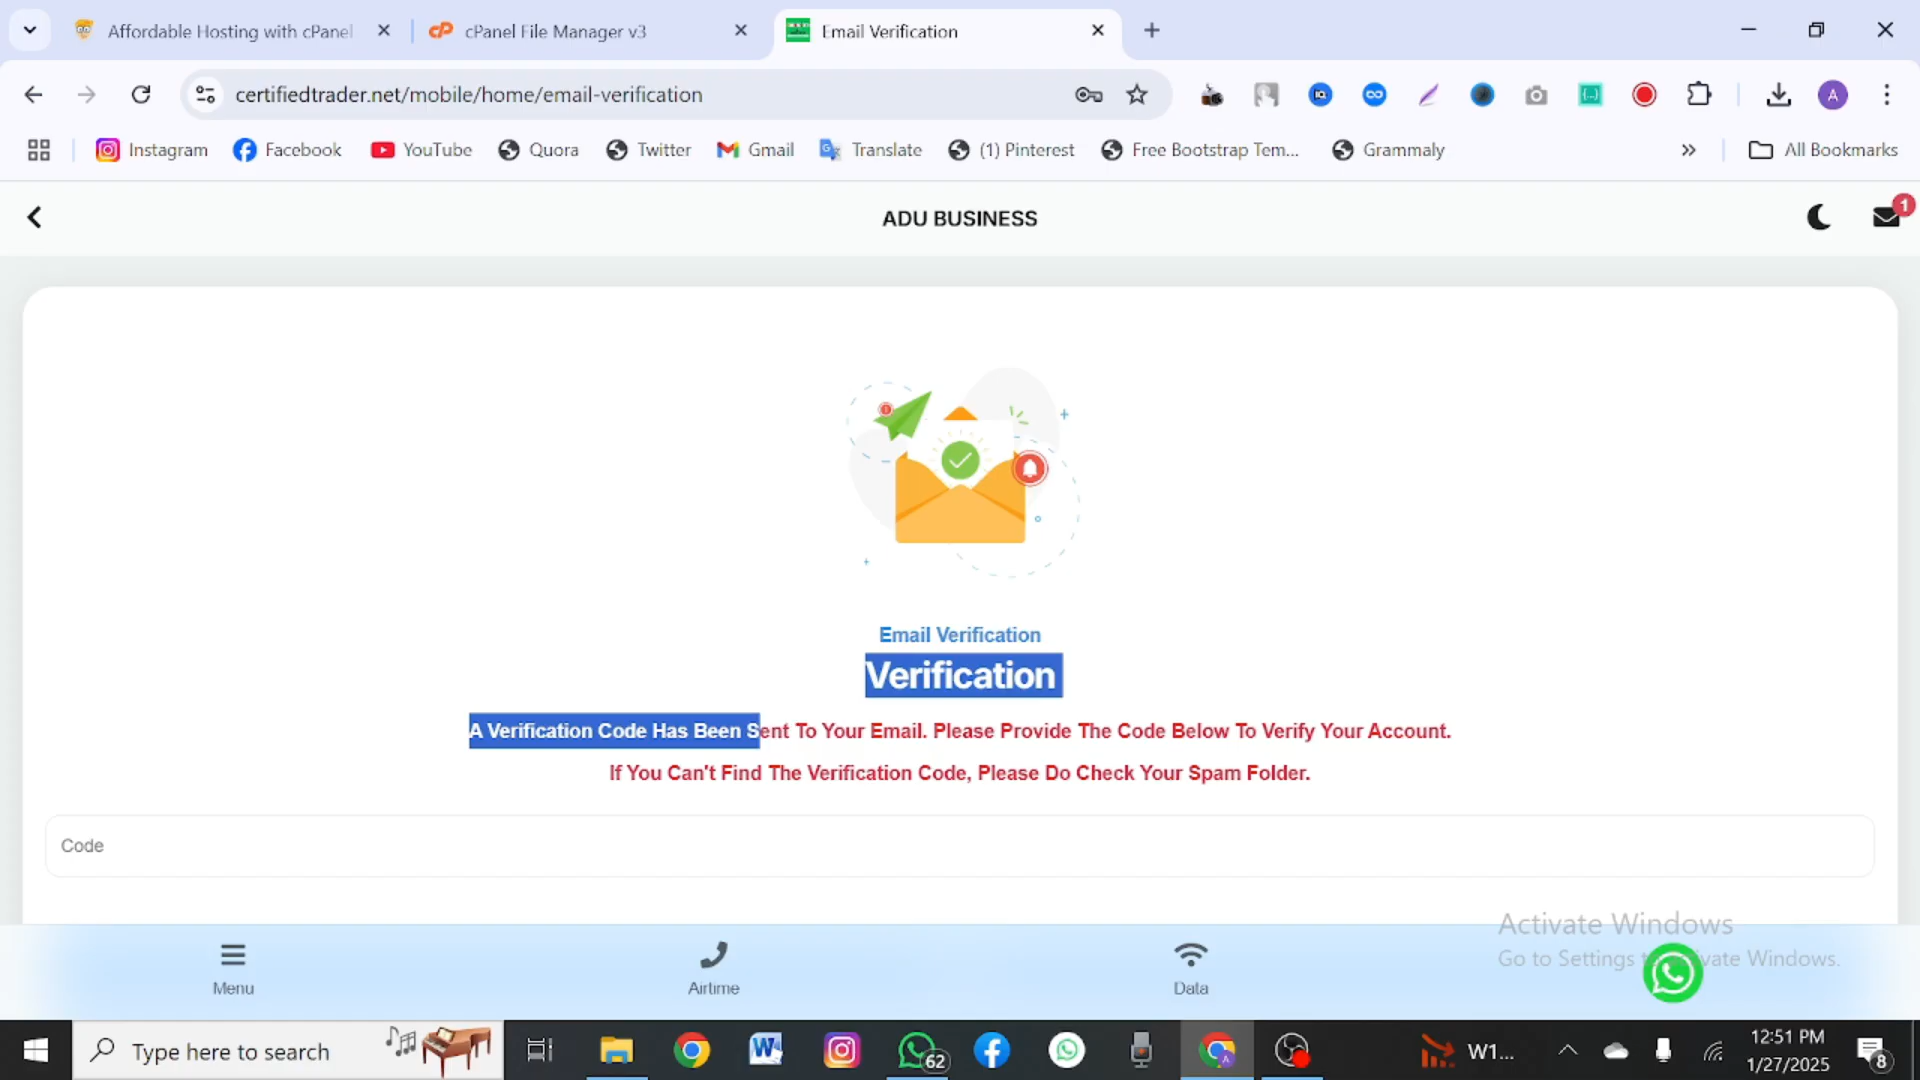 Affordable Hosting with cPanel
cPanel File Manager v3
Email Verification
certifiedtrader.net/mobile/home/email-verification
A
Instagram
Facebook
YouTube
Quora
Twitter
Gmail
Translate
(1) Pinterest
Free Bootstrap Tem...
Grammaly
All Bookmarks
ADU BUSINESS
1
Email Verification
Verification
A Verification Code Has Been Sent To Your Email. Please Provide The Code Below To Verify Your Account.
If You Can't Find The Verification Code, Please Do Check Your Spam Folder.
Code
Activate Windows
Go to Settings to Activate Windows.
Menu
Airtime
Data
Type here to search
62
W1...
12:51 PM
1/27/2025
8